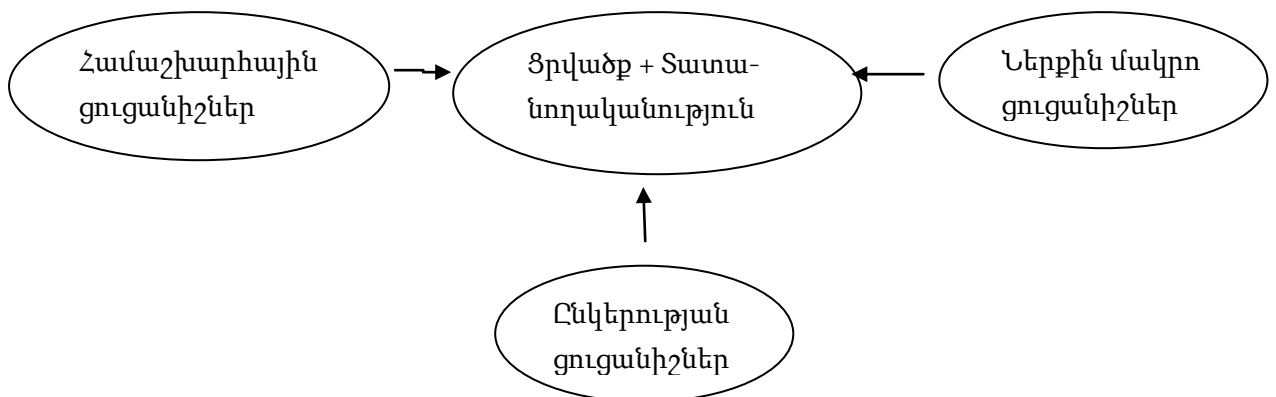 Համաշխարհային
ցուցանիշներ
Ցրվածք + Տատա-
նողականություն
Ներքին մակրո
ցուցանիշներ
Ընկերության
ցուցանիշներ